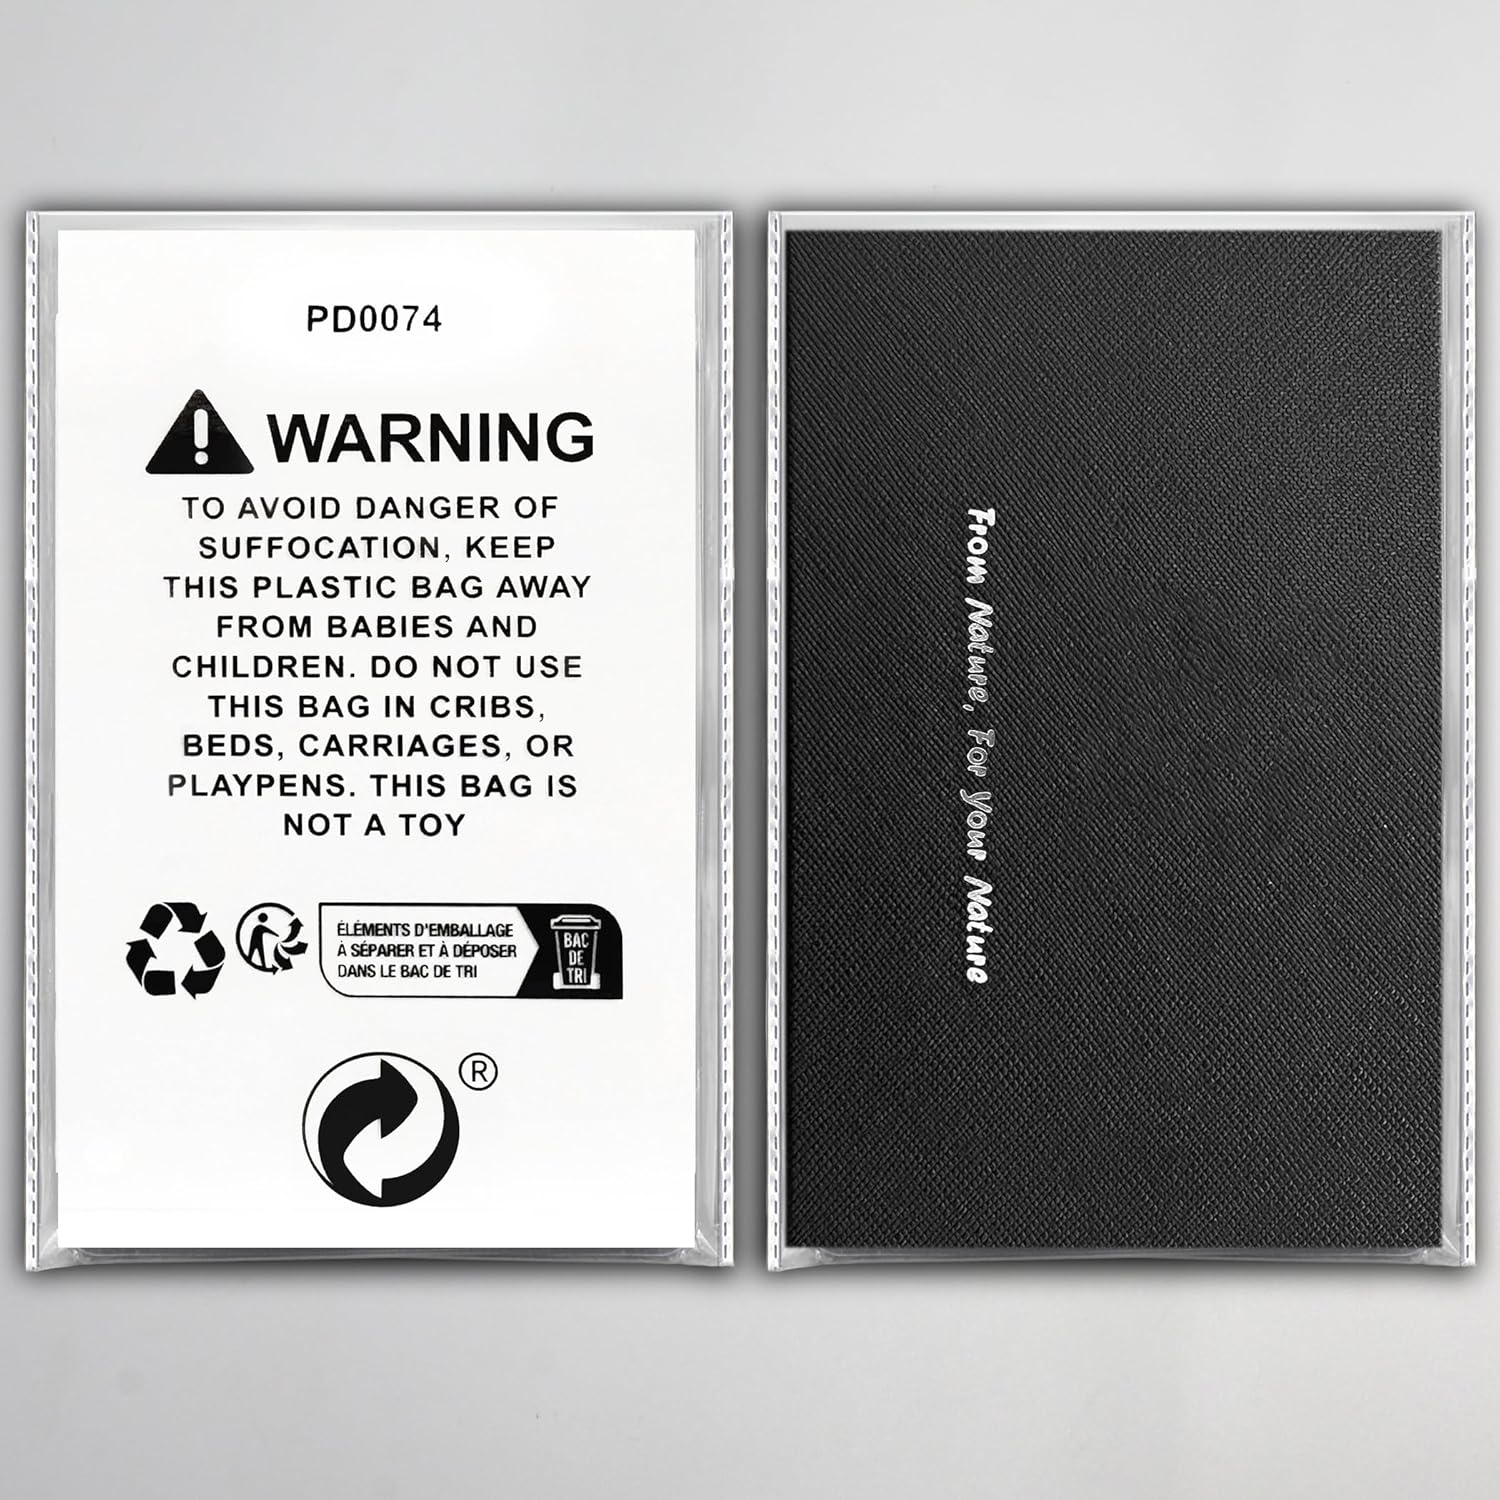 PD0074
WARNING
TO AVOID DANGER OF
SUFFOCATION, KEEP
THIS PLASTIC BAG AWAY
FROM BABIES AND
CHILDREN. DO NOT USE
THIS BAG IN CRIBS,
BEDS, CARRIAGES, OR
PLAYPENS. THIS BAG IS
NOT A TOY
ÉLÉMENTS D'EMBALLAGE
À SÉPARER ET À DÉPOSER
DANS LE BAC DE TRI
BAC
DE
TRI
®
From Nature, For Your Nature